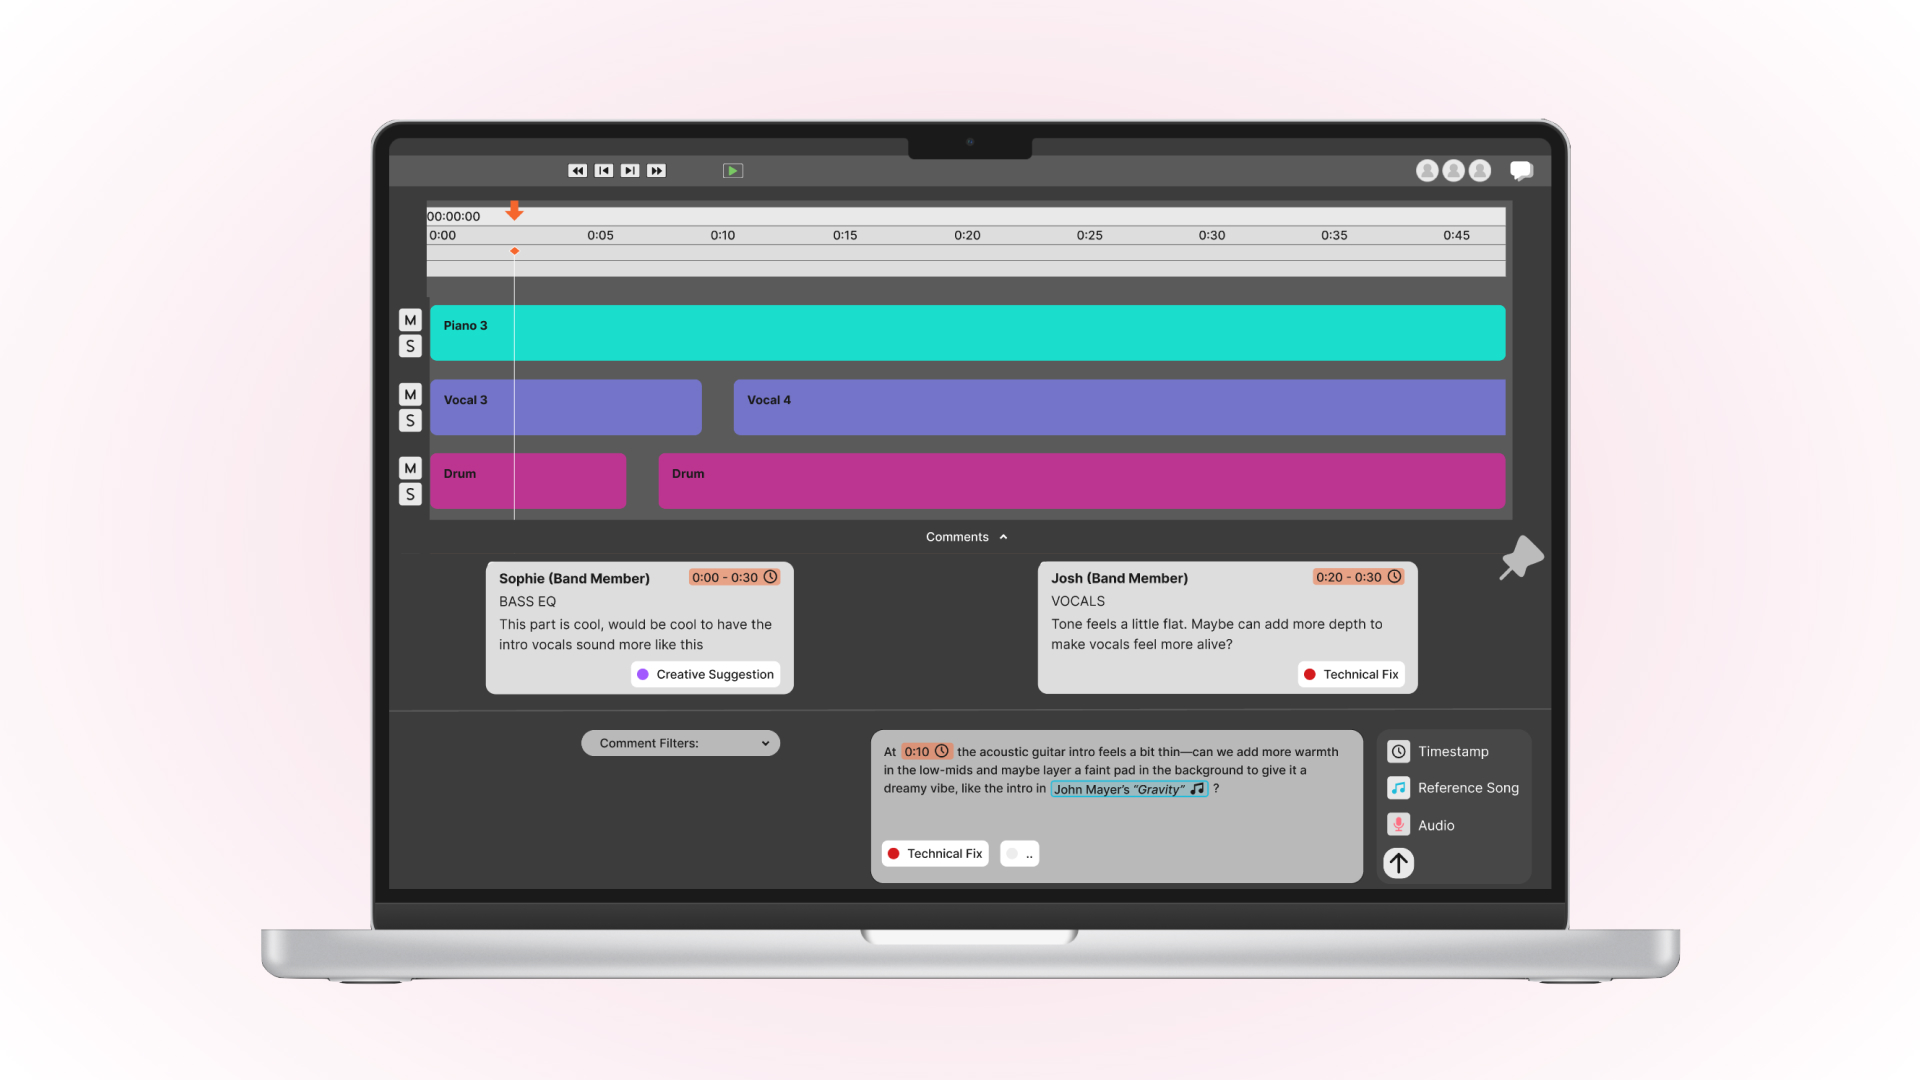 00:00:00
0:00 0:05 0:10 0:15 0:20 0:25 0:30 0:35 0:45
M
S
Piano 3
M
S
Vocal 3
Vocal 4
M
S
Drum
Drum
Comments
Sophie (Band Member) 0:00 - 0:30
BASS EQ
This part is cool, would be cool to have the
intro vocals sound more like this
Creative Suggestion
Josh (Band Member) 0:20 - 0:30
VOCALS
Tone feels a little flat. Maybe can add more depth to
make vocals feel more alive?
Technical Fix
Comment Filters:
At 0:10 the acoustic guitar intro feels a bit thin—can we add more warmth
in the low-mids and maybe layer a faint pad in the background to give it a
dreamy vibe, like the intro in John Mayer's "Gravity" ?
Technical Fix
..
Timestamp
Reference Song
Audio